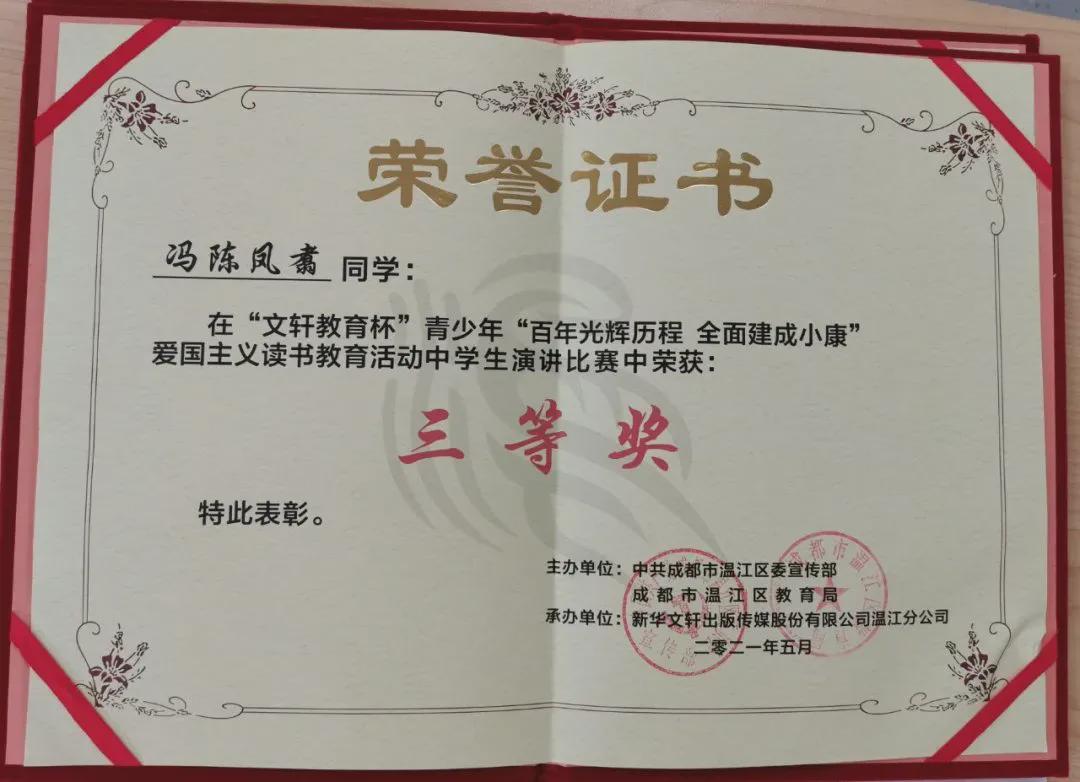 荣誉证书
冯陈凤翥 同学：
在“文轩教育杯”青少年“百年光辉历程 全面建成小康”
爱国主义读书教育活动中学生演讲比赛中荣获：
三等奖
特此表彰。
主办单位：中共成都市温江区委宣传部
成都市温江区教育局
承办单位：新华文轩出版传媒股份有限公司温江分公司
二零二一年五月